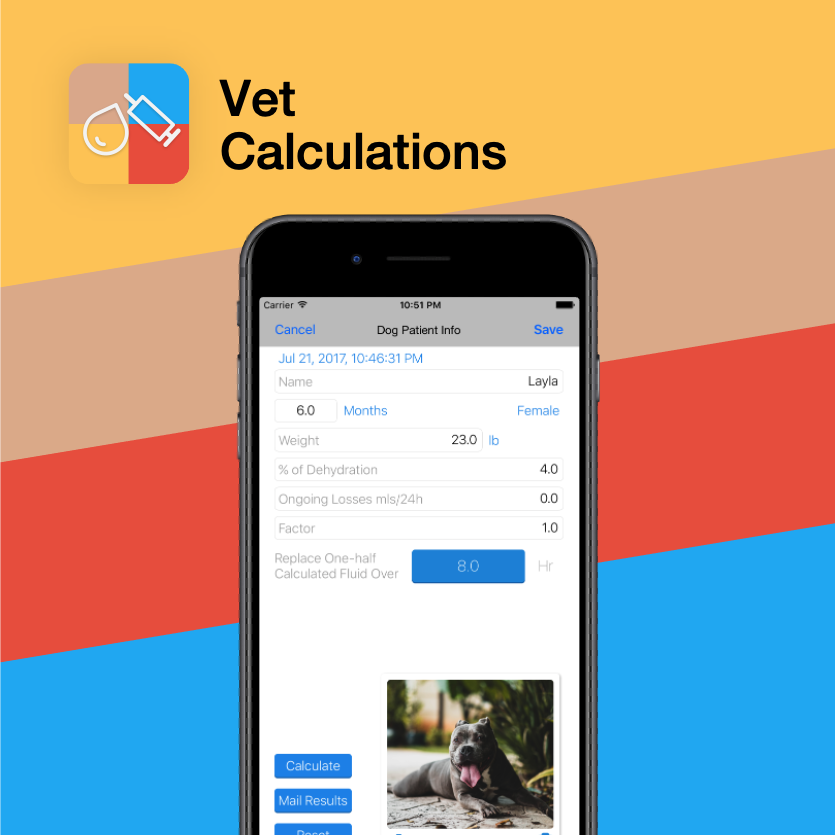 Vet
Calculations
Carrier 10:51 PM
Cancel Dog Patient Info Save
Jul 21, 2017, 10:46:31 PM
Name Layla
6.0 Months Female
Weight 23.0 lb
% of Dehydration 4.0
Ongoing Losses mls/24h 0.0
Factor 1.0
Replace One-half
Calculated Fluid Over 8.0 Hr
Calculate
Mail Results
Reset